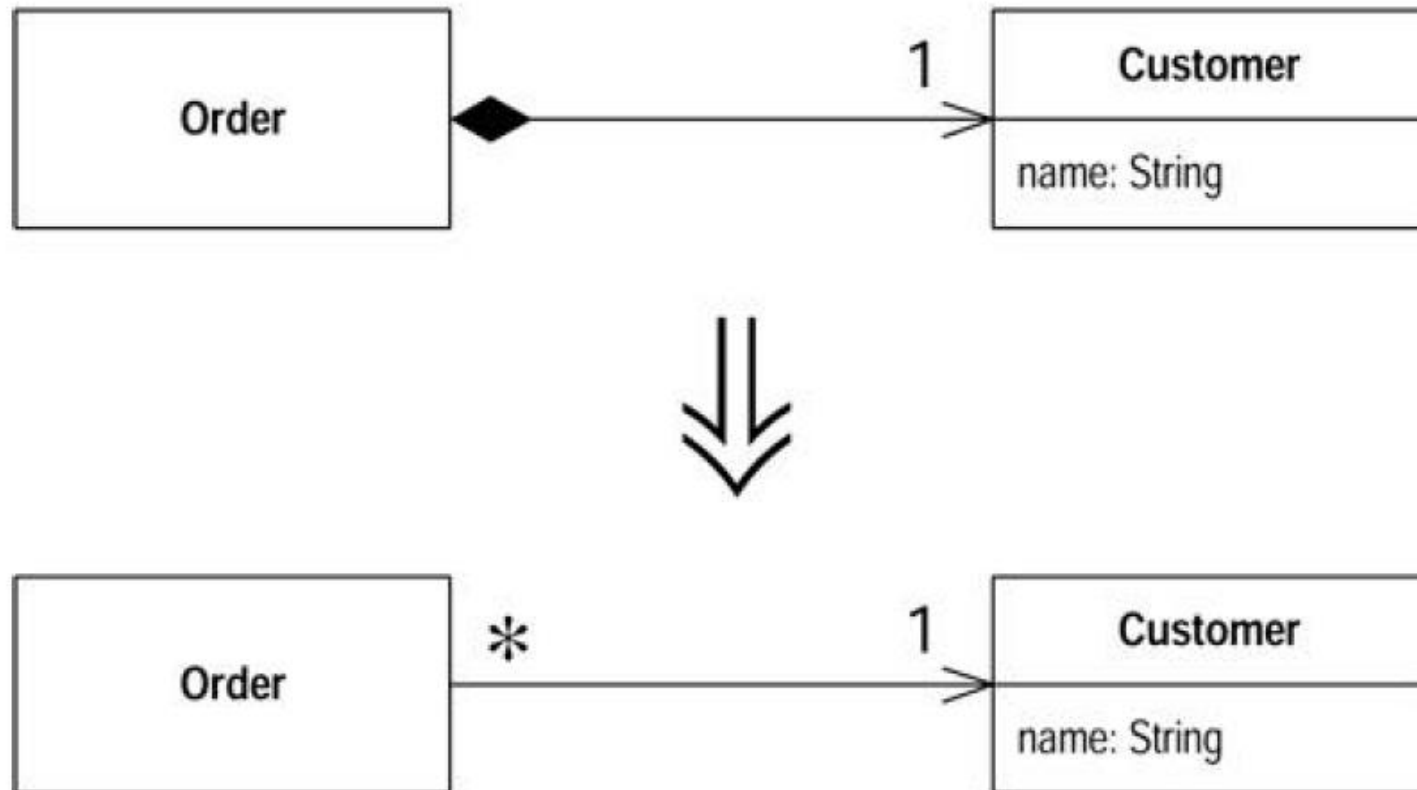 Order
1
Customer
name: String
Order
*
1
Customer
name: String